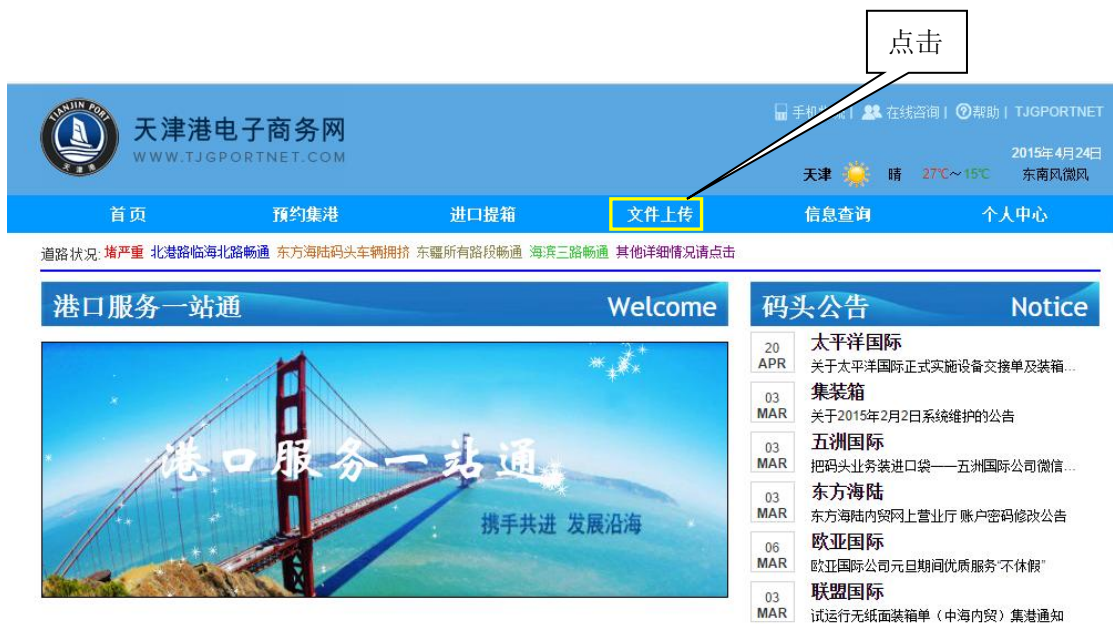 点击
TIANJIN PORT
天津港
天津港电子商务网
WWW.TJGPORTNET.COM
在线咨询 | 帮助 | TJGPORTNET
2015年4月24日
天津 晴 27℃~15℃ 东南风微风
首页 预约集港 进口提箱 文件上传 信息查询 个人中心
道路状况: 堵严重 北港路临海北路畅通 东方海陆码头车辆拥挤 东疆所有路段畅通 海滨三路畅通 其他详细情况请点击
港口服务一站通 Welcome
码头公告 Notice
港口服务一站通
携手共进 发展沿海
20 APR 太平洋国际
关于太平洋国际正式实施设备交接单及装箱...
03 MAR 集装箱
关于2015年2月2日系统维护的公告
03 MAR 五洲国际
把码头业务装进口袋——五洲国际公司微信...
03 MAR 东方海陆
东方海陆内贸网上营业厅 账户密码修改公告
06 MAR 欧亚国际
欧亚国际公司元旦期间优质服务“不休假”
03 MAR 联盟国际
试运行无纸面装箱单（中海内贸）集港通知